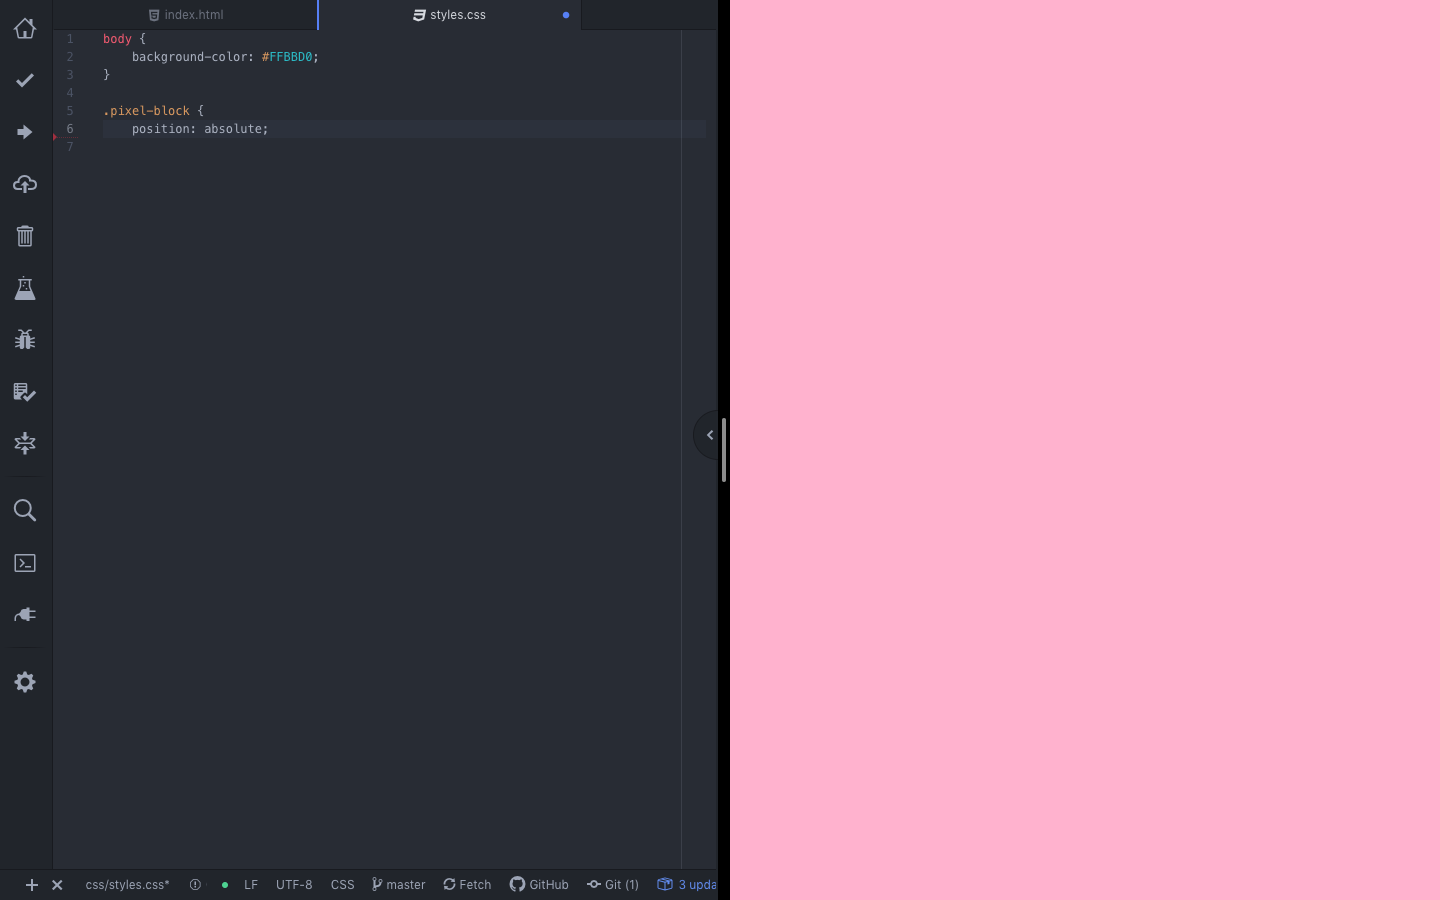 index.html
styles.css
1 body {
2 background-color: #FFBBD0;
3 }
4
5 .pixel-block {
6 position: absolute;
7
css/styles.css* LF UTF-8 CSS master Fetch GitHub Git (1) 3 upda